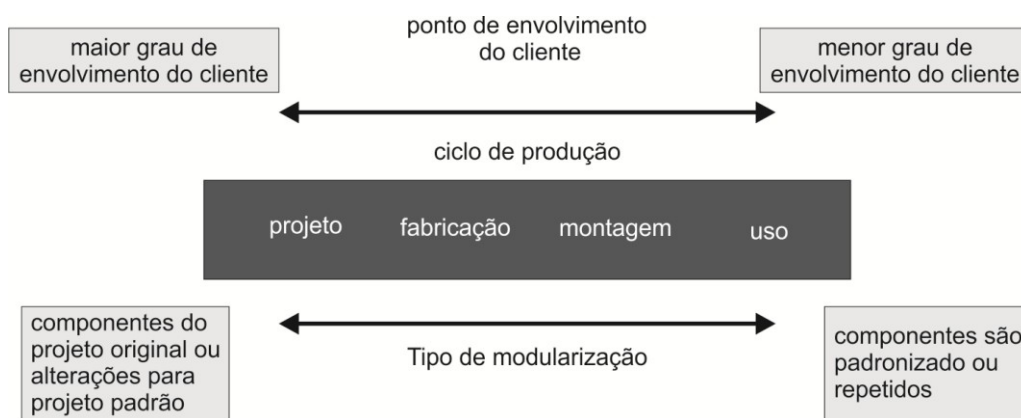 maior grau de
envolvimento do cliente
ponto de envolvimento
do cliente
menor grau de
envolvimento do cliente
ciclo de produção
projeto
fabricação
montagem
uso
componentes do
projeto original ou
alterações para
projeto padrão
Tipo de modularização
componentes são
padronizado ou
repetidos